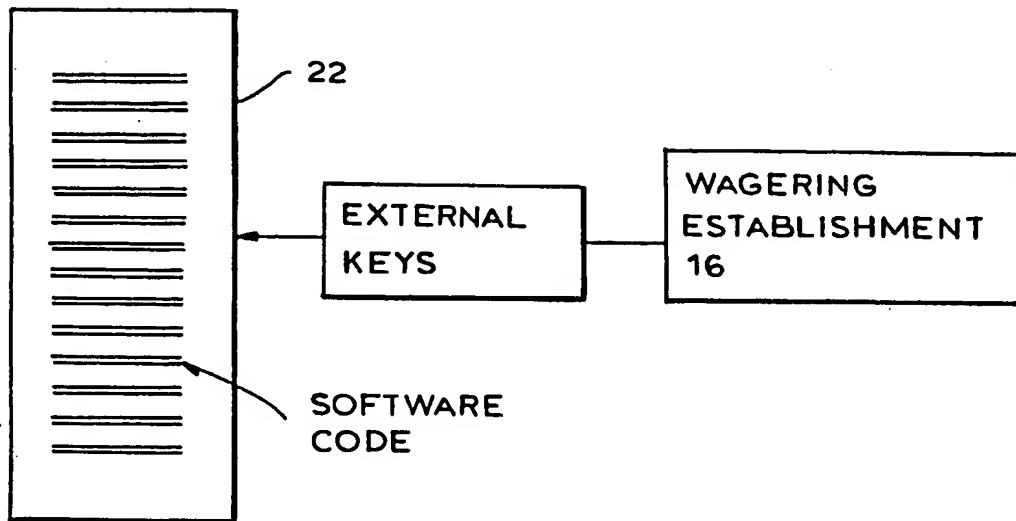 22
EXTERNAL
KEYS
WAGERING
ESTABLISHMENT
16
SOFTWARE
CODE